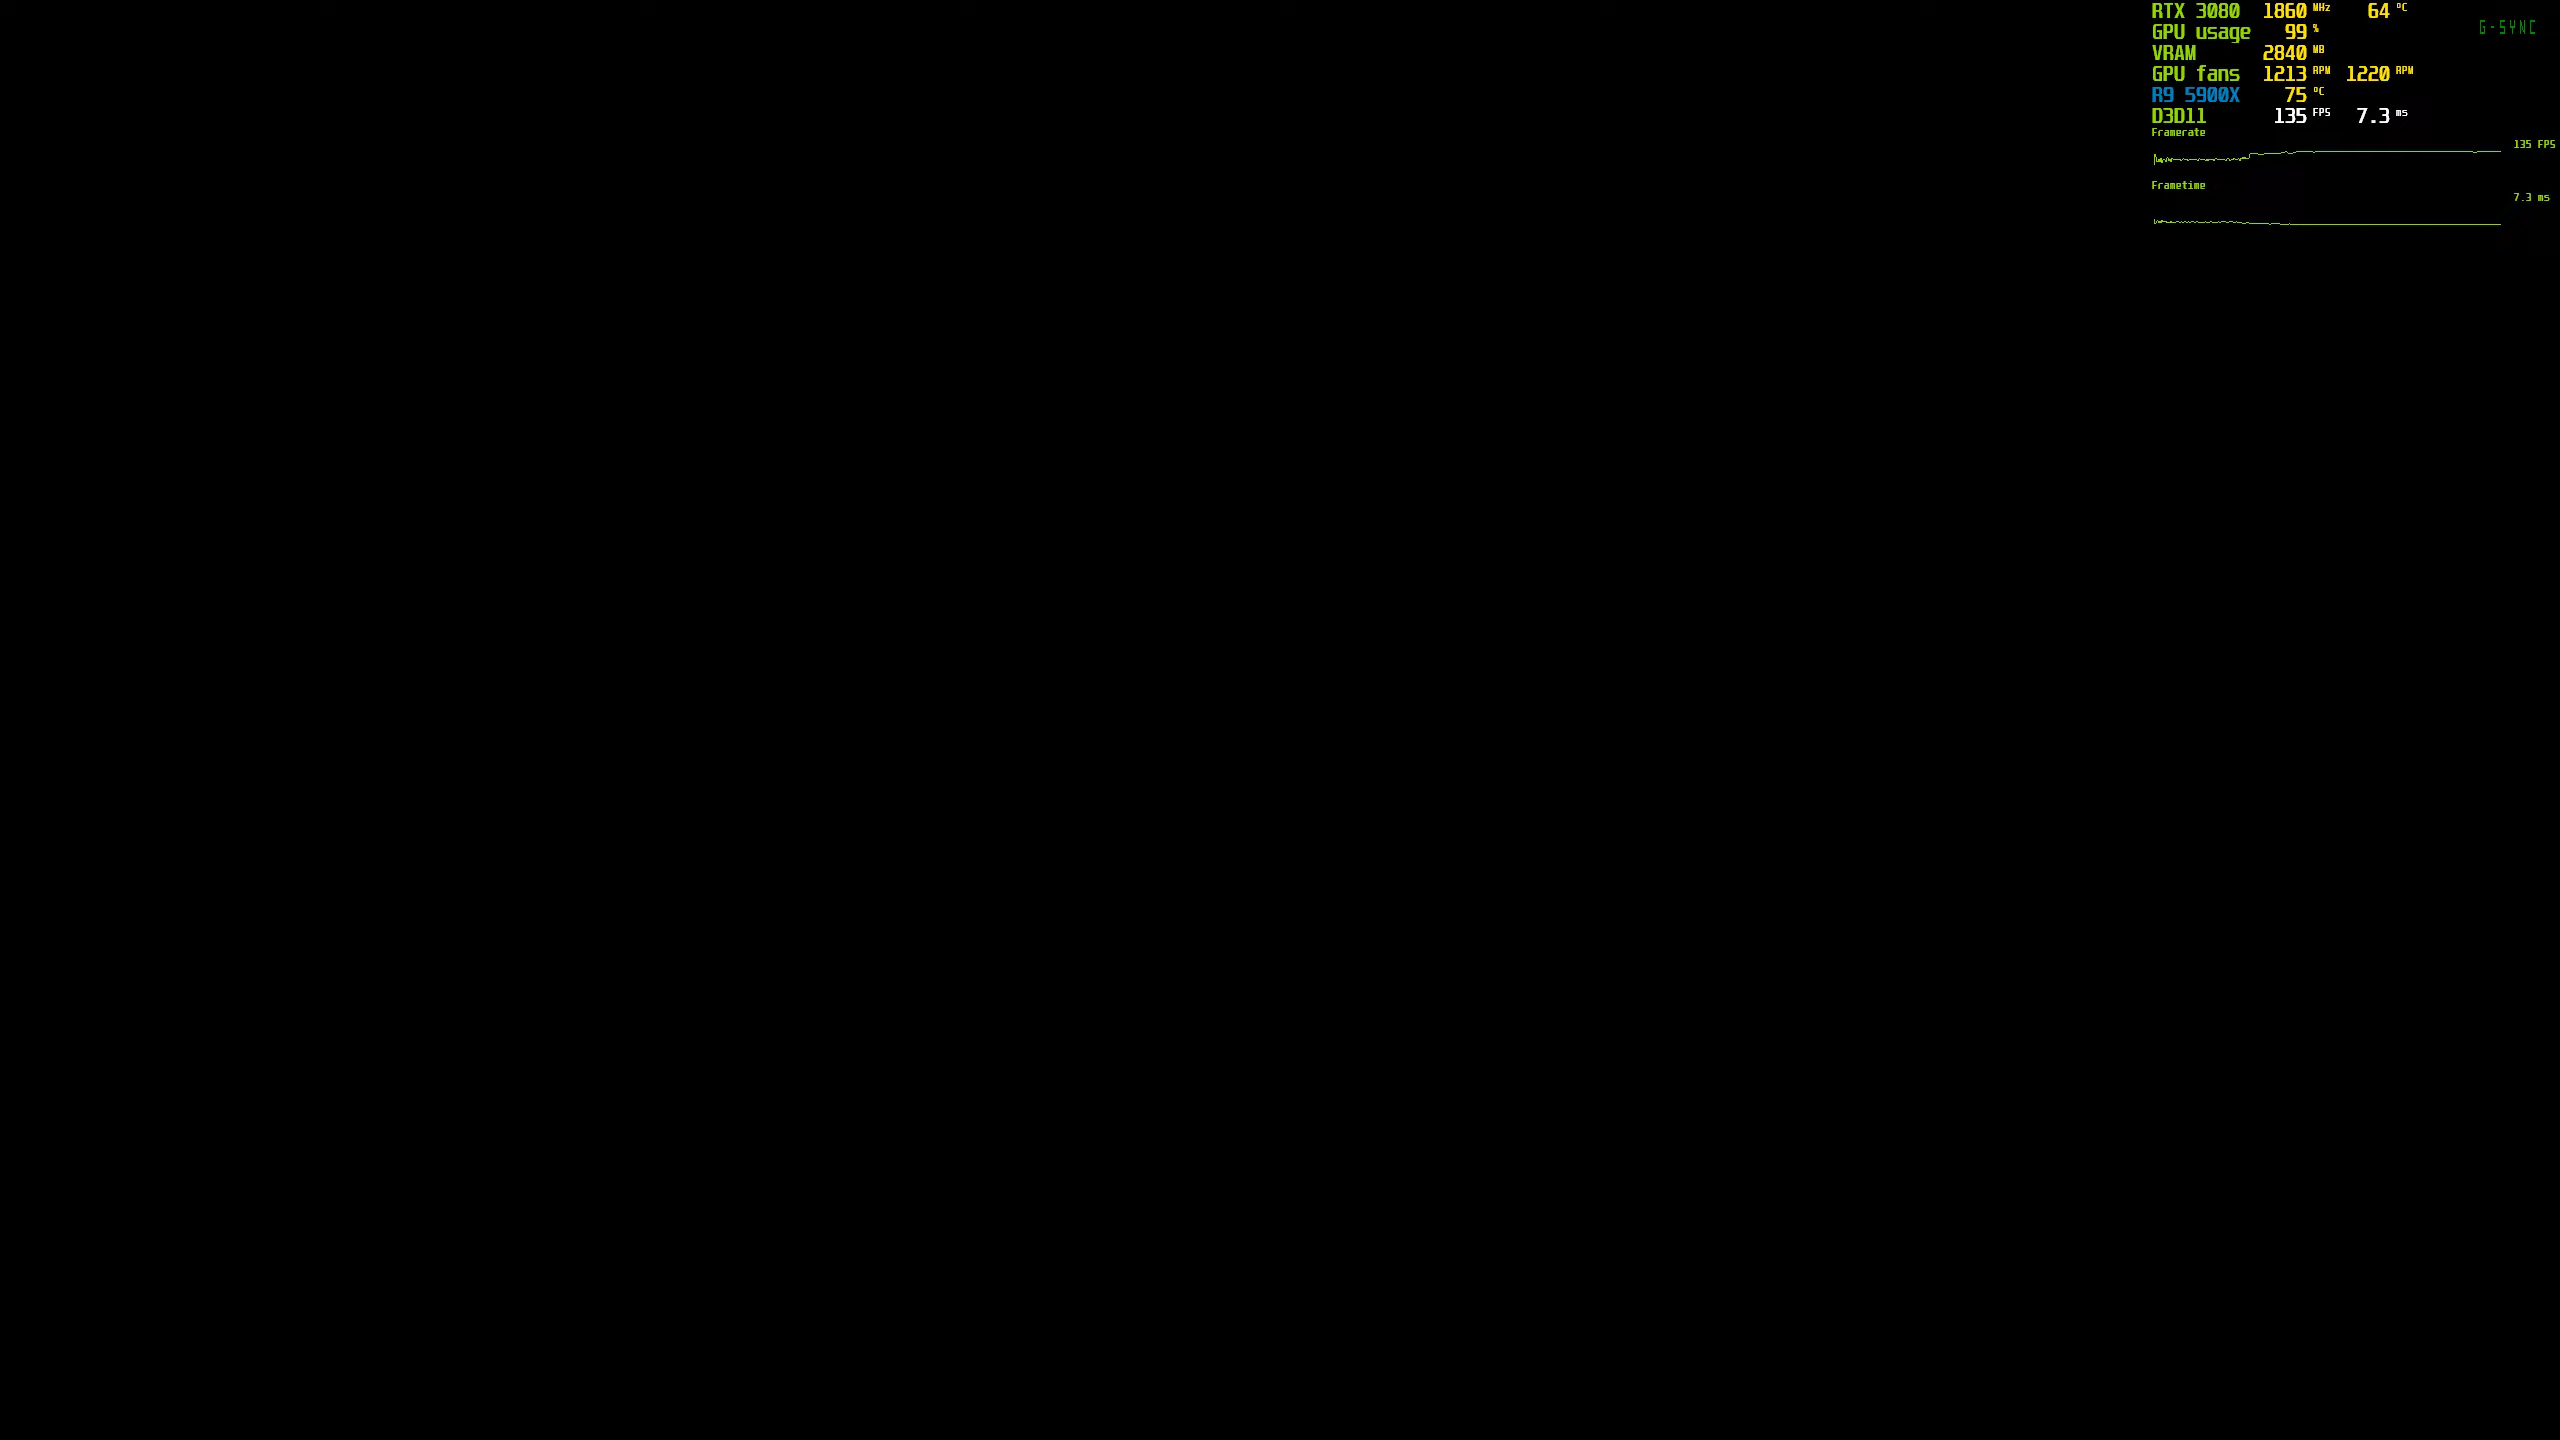 RTX 3080 1860 MHz 64 °C
G-SYNC
GPU usage 99 %
VRAM 2840 MB
GPU fans 1213 RPM 1220 RPM
R9 5900X 75 °C
D3D11 135 FPS 7.3 ms
Framerate
135 FPS
Frametime
7.3 ms